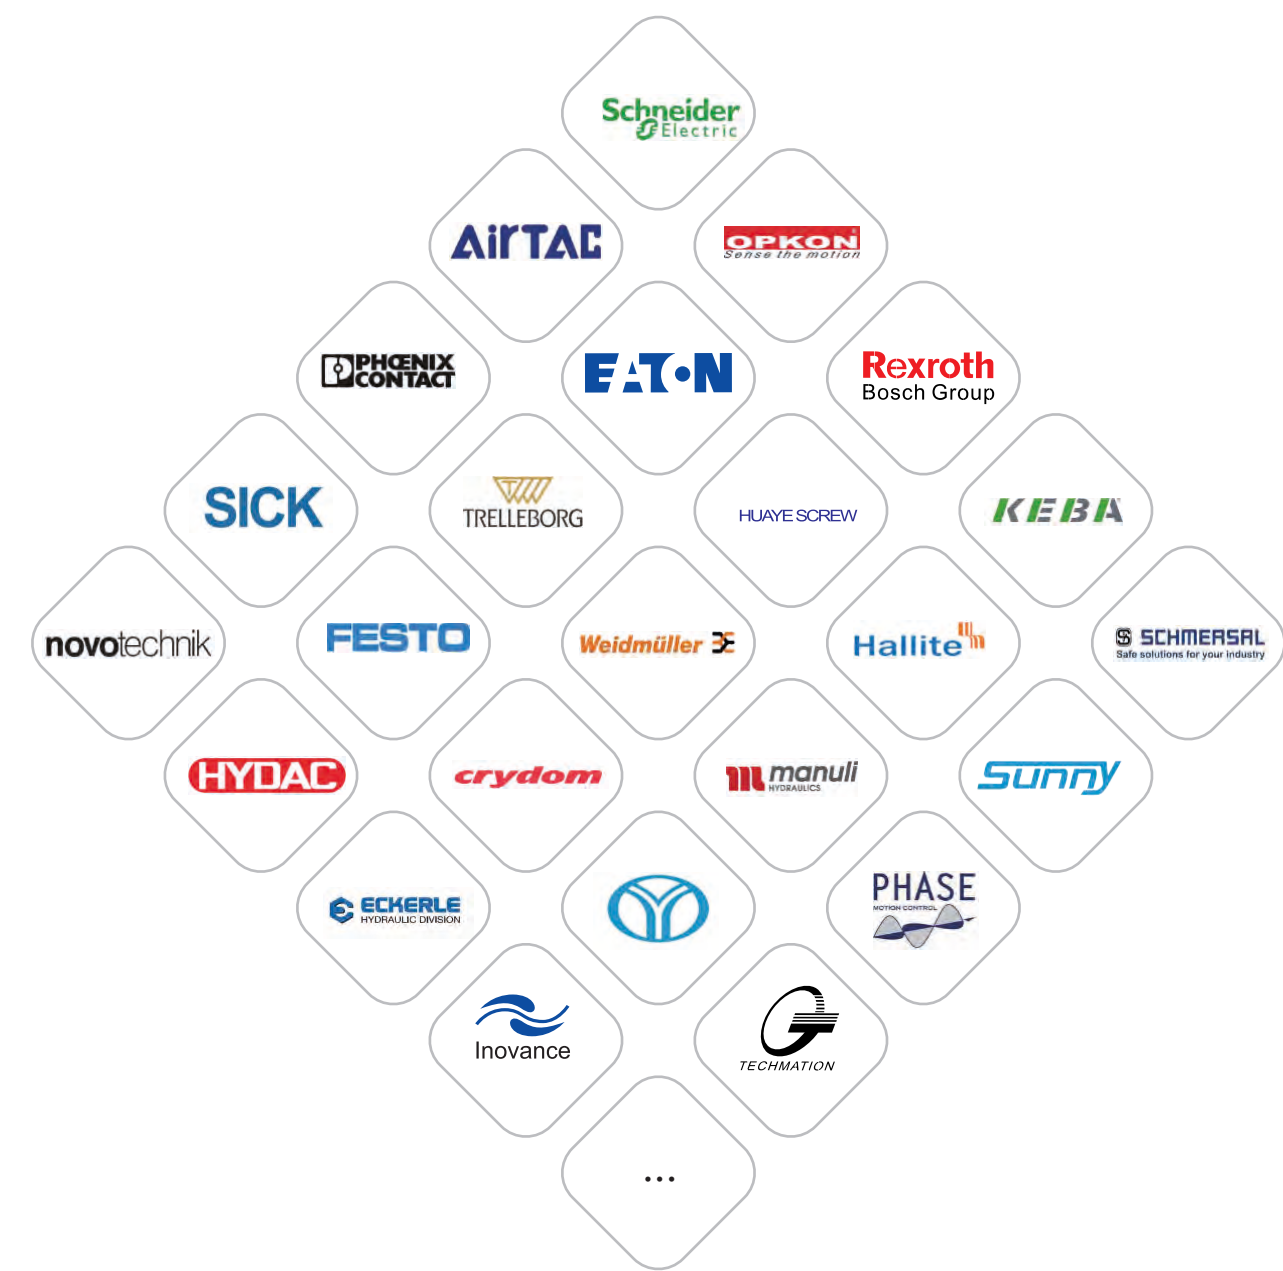 Schneider
Electric
AirTAC
OPKON
Sense the motion
PHŒNIX
CONTACT
EATON
Rexroth
Bosch Group
SICK
TRELLEBORG
HUAYE SCREW
KEBA
novotechnik
FESTO
Weidmüller
Hallite
SCHMERSAL
Safe solutions for your industry
HYDAC
crydom
manuli
HYDRAULICS
Sunny
ECKERLE
HYDRAULIC DIVISION
PHASE
MOTION CONTROL
Inovance
TECHMATION
...